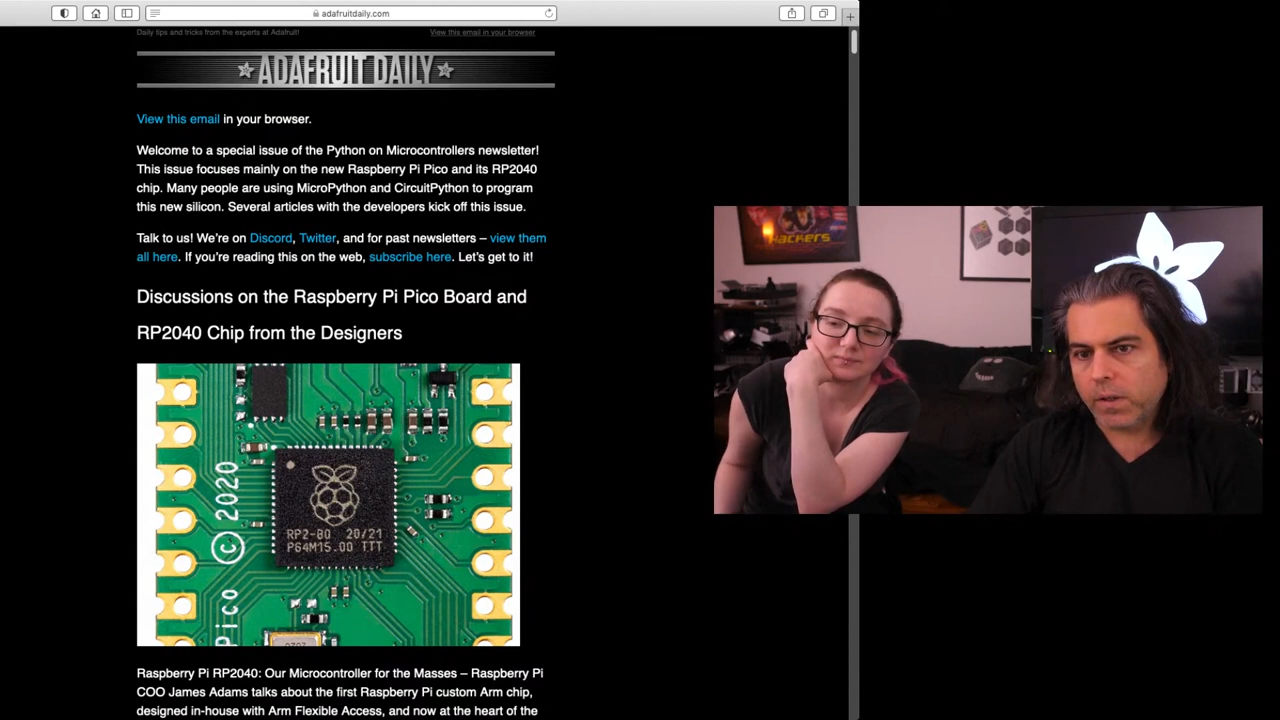 adafruitdaily.com
Daily tips and tricks from the experts at Adafruit!
View this email in your browser
ADAFRUIT DAILY
View this email in your browser.
Welcome to a special issue of the Python on Microcontrollers newsletter!
This issue focuses mainly on the new Raspberry Pi Pico and its RP2040
chip. Many people are using MicroPython and CircuitPython to program
this new silicon. Several articles with the developers kick off this issue.
Talk to us! We're on Discord, Twitter, and for past newsletters – view them
all here. If you're reading this on the web, subscribe here. Let's get to it!
Discussions on the Raspberry Pi Pico Board and
RP2040 Chip from the Designers
Pico © 2020
RP2-B0 20/21
P64M15.00 TTT
Raspberry Pi RP2040: Our Microcontroller for the Masses – Raspberry Pi
COO James Adams talks about the first Raspberry Pi custom Arm chip,
designed in-house with Arm Flexible Access, and now at the heart of the
HACKERS